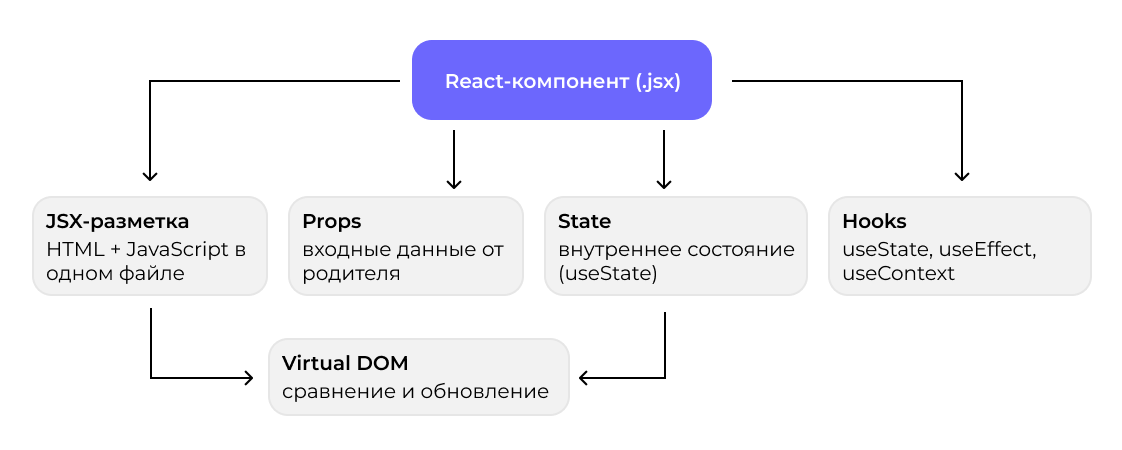 React-компонент (.jsx)
JSX-разметка
HTML + JavaScript в
одном файле
Props
входные данные от
родителя
State
внутреннее состояние
(useState)
Hooks
useState, useEffect,
useContext
Virtual DOM
сравнение и обновление